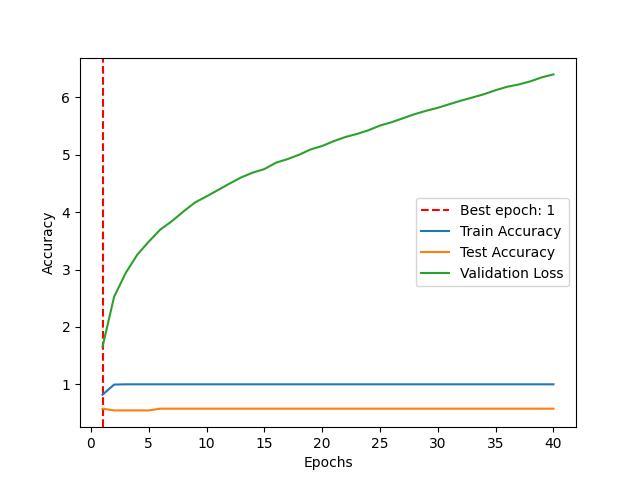 6
5
4
3
2
1
Accuracy
Best epoch: 1
Train Accuracy
Test Accuracy
Validation Loss
0 5 10 15 20 25 30 35 40
Epochs